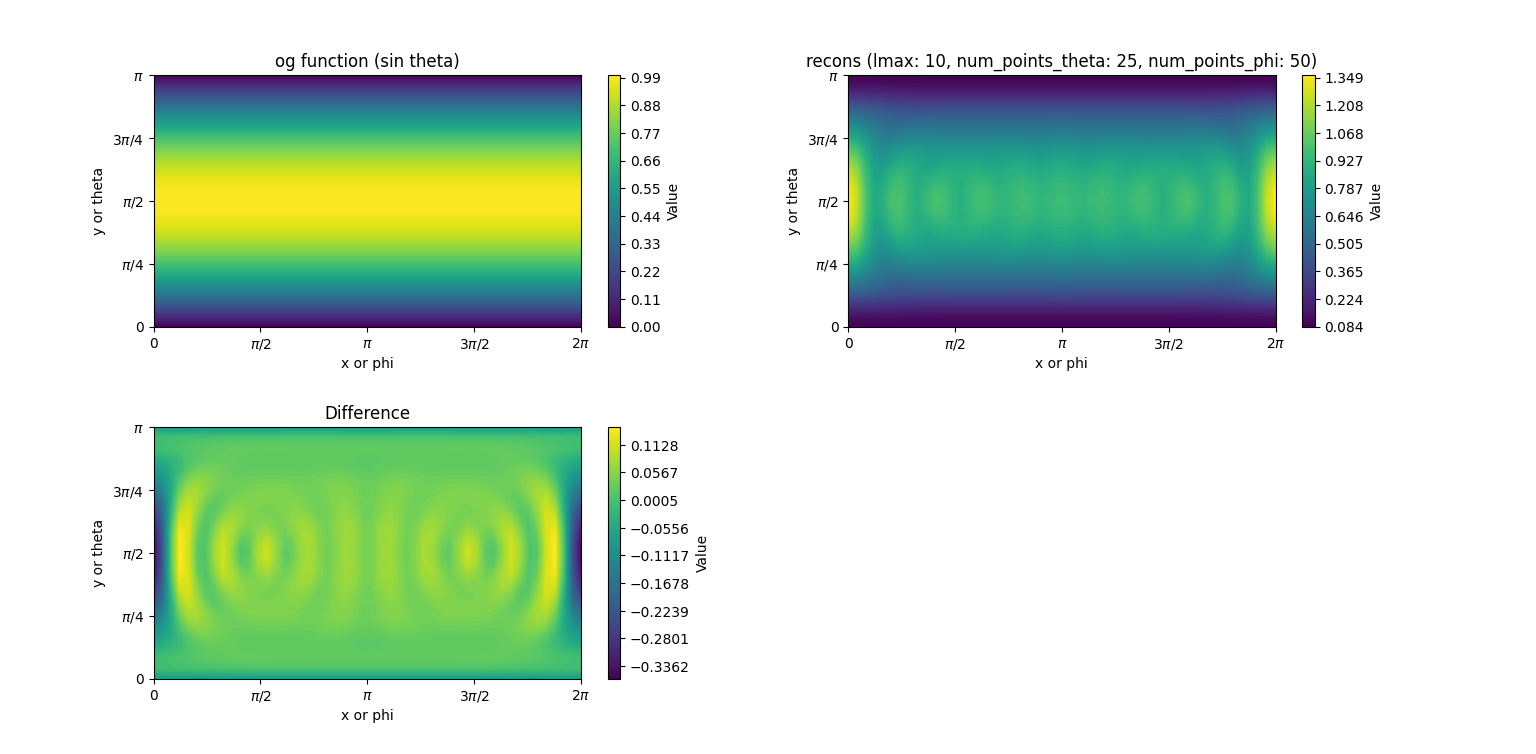 og function (sin theta)
π
3π/4
π/2
π/4
0
y or theta
0
π/2
π
3π/2
2π
x or phi
0.99
0.88
0.77
0.66
0.55
0.44
0.33
0.22
0.11
0.00
Value
recons (lmax: 10, num_points_theta: 25, num_points_phi: 50)
π
3π/4
π/2
π/4
0
y or theta
0
π/2
π
3π/2
2π
x or phi
1.349
1.208
1.068
0.927
0.787
0.646
0.505
0.365
0.224
0.084
Value
Difference
π
3π/4
π/2
π/4
0
y or theta
0
π/2
π
3π/2
2π
x or phi
0.1128
0.0567
0.0005
−0.0556
−0.1117
−0.1678
−0.2239
−0.2801
−0.3362
Value